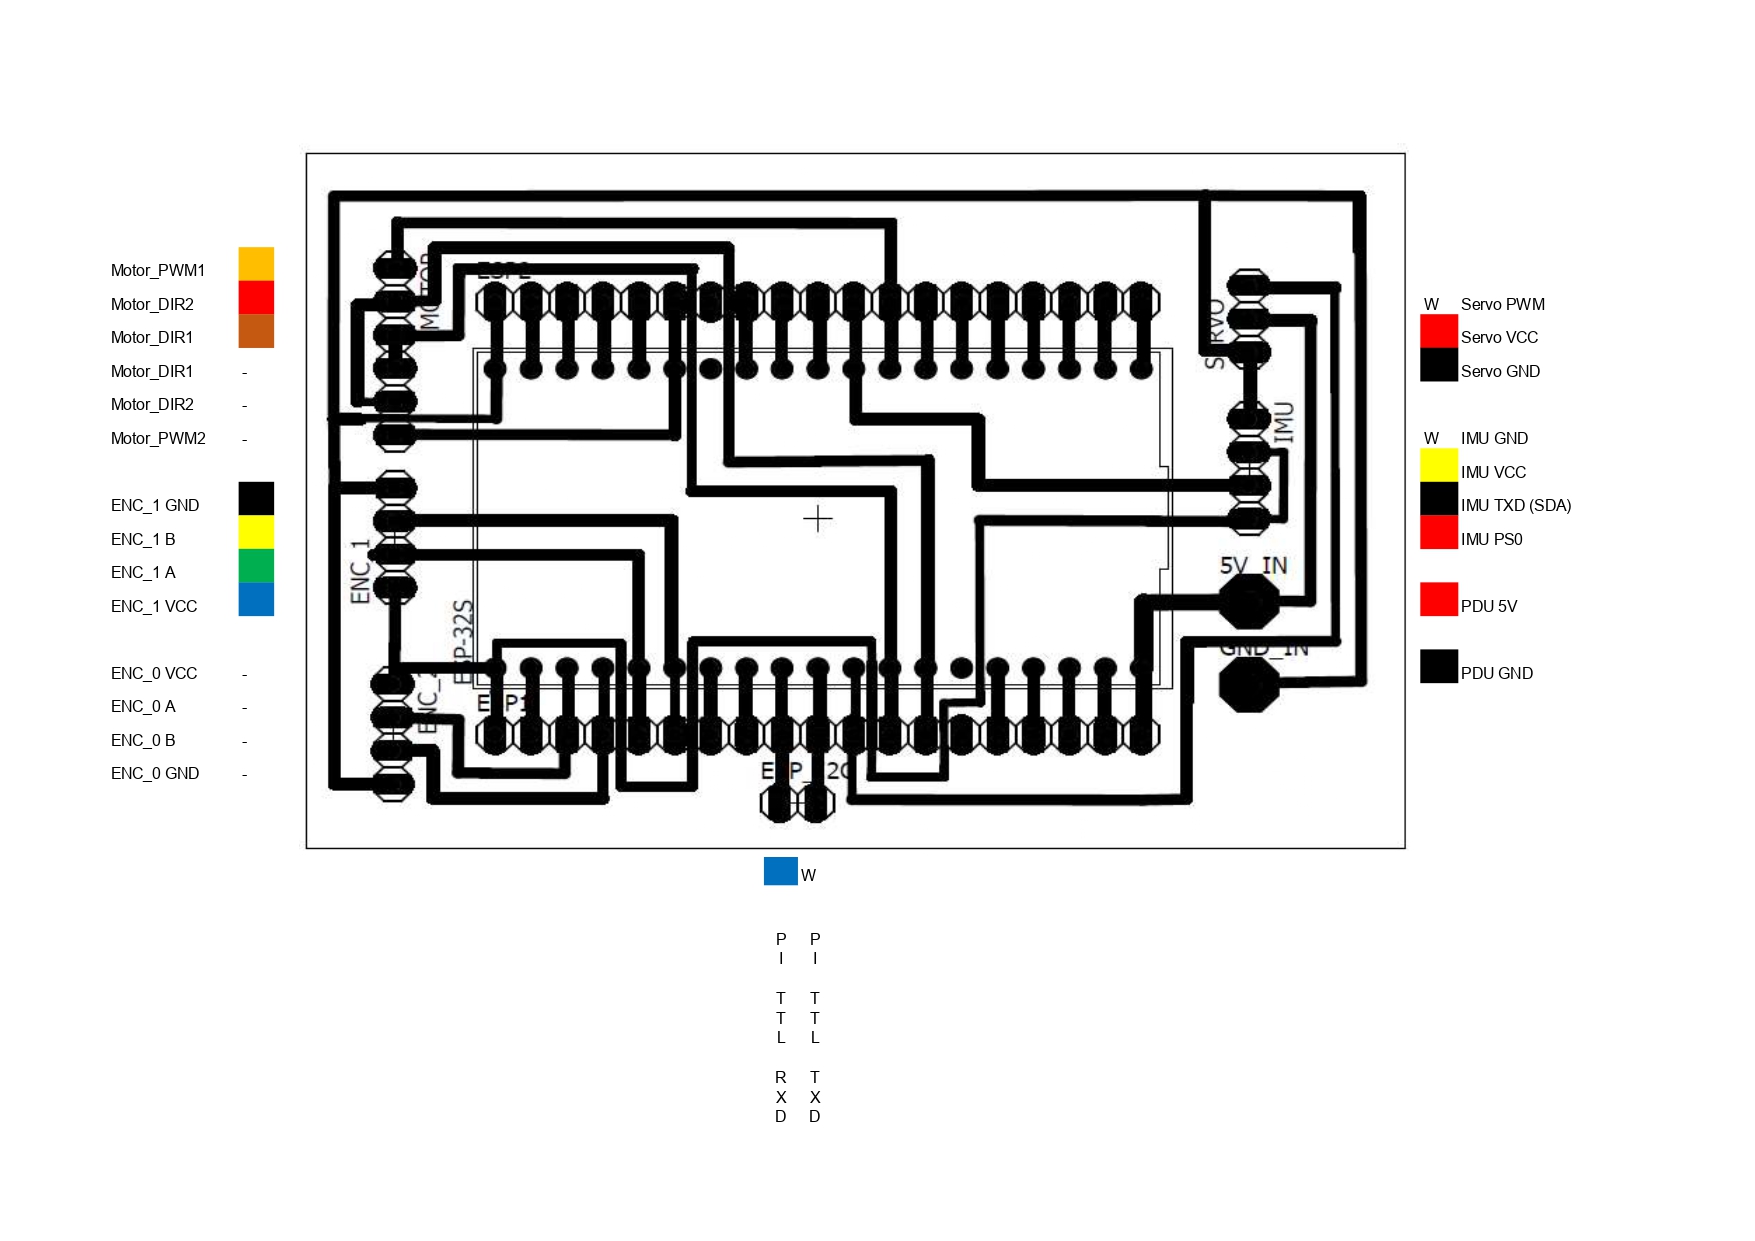 Motor_PWM1
Motor_DIR2
Motor_DIR1
Motor_DIR1 -
Motor_DIR2 -
Motor_PWM2 -
ENC_1 GND
ENC_1 B
ENC_1 A
ENC_1 VCC
ENC_0 VCC -
ENC_0 A -
ENC_0 B -
ENC_0 GND -
MOTOR
ESP2
ENC_1
ESP-32S
ENC_2
ESP1
SERVO
IMU
5V_IN
GND_IN
W Servo PWM
Servo VCC
Servo GND
W IMU GND
IMU VCC
IMU TXD (SDA)
IMU PS0
PDU 5V
PDU GND
W
PI TTL RXD
PI TTL TXD